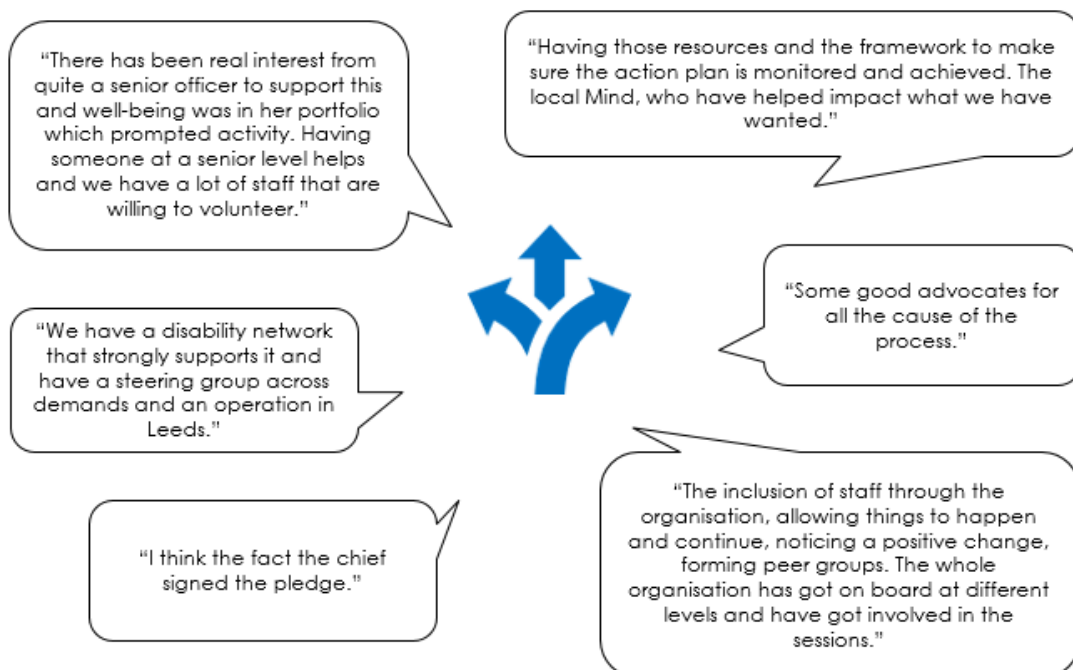 “There has been real interest from
quite a senior officer to support this
and well-being was in her portfolio
which prompted activity. Having
someone at a senior level helps
and we have a lot of staff that are
willing to volunteer.”
“Having those resources and the framework to make
sure the action plan is monitored and achieved. The
local Mind, who have helped impact what we have
wanted.”
“Some good advocates for
all the cause of the
process.”
“We have a disability network
that strongly supports it and
have a steering group across
demands and an operation in
Leeds.”
“I think the fact the chief
signed the pledge.”
“The inclusion of staff through the
organisation, allowing things to happen
and continue, noticing a positive change,
forming peer groups. The whole
organisation has got on board at different
levels and have got involved in the
sessions.”